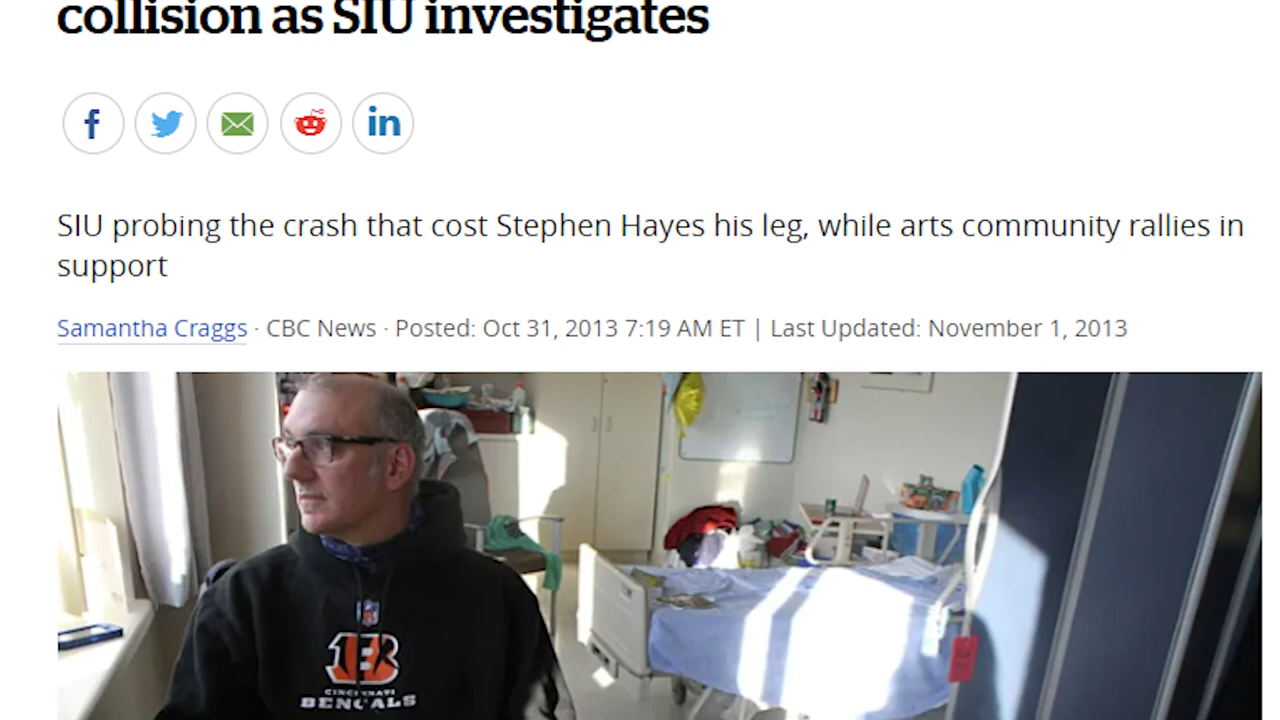 collision as SIU investigates
f
in
SIU probing the crash that cost Stephen Hayes his leg, while arts community rallies in
support
Samantha Craggs · CBC News · Posted: Oct 31, 2013 7:19 AM ET | Last Updated: November 1, 2013
NFL
B
CINCINNATI
BENGALS